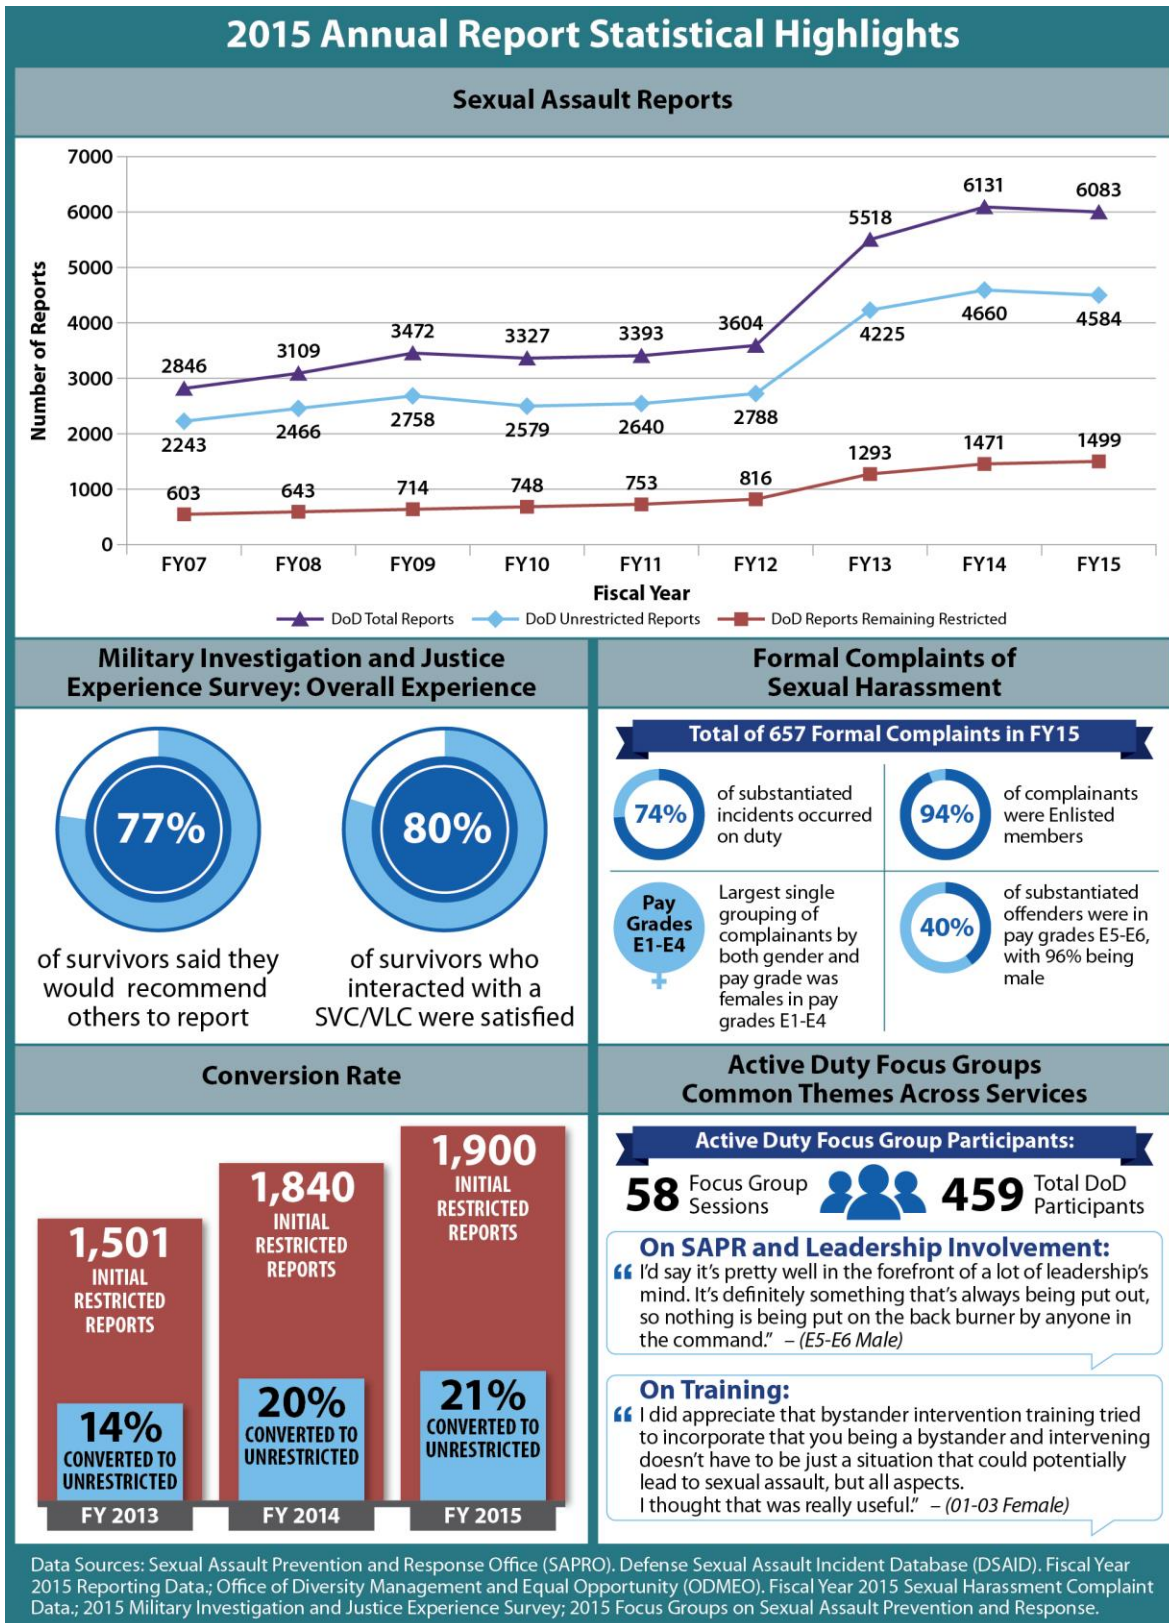 2015 Annual Report Statistical Highlights
Sexual Assault Reports
Number of Reports
7000
6000
5000
4000
3000
2000
1000
0
2846
3109
3472
3327
3393
3604
5518
6131
6083
2243
2466
2758
2579
2640
2788
4225
4660
4584
603
643
714
748
753
816
1293
1471
1499
FY07 FY08 FY09 FY10 FY11 FY12 FY13 FY14 FY15
Fiscal Year
DoD Total Reports DoD Unrestricted Reports DoD Reports Remaining Restricted
Military Investigation and Justice
Experience Survey: Overall Experience
77%
of survivors said they
would recommend
others to report
80%
of survivors who
interacted with a
SVC/VLC were satisfied
Formal Complaints of
Sexual Harassment
Total of 657 Formal Complaints in FY15
74%
of substantiated
incidents occurred
on duty
94%
of complainants
were Enlisted
members
Pay
Grades
E1-E4
Largest single
grouping of
complainants by
both gender and
pay grade was
females in pay
grades E1-E4
40%
of substantiated
offenders were in
pay grades E5-E6,
with 96% being
male
Conversion Rate
1,501
INITIAL
RESTRICTED
REPORTS
14%
CONVERTED TO
UNRESTRICTED
FY 2013
1,840
INITIAL
RESTRICTED
REPORTS
20%
CONVERTED TO
UNRESTRICTED
FY 2014
1,900
INITIAL
RESTRICTED
REPORTS
21%
CONVERTED TO
UNRESTRICTED
FY 2015
Active Duty Focus Groups
Common Themes Across Services
Active Duty Focus Group Participants:
58 Focus Group
Sessions
459 Total DoD
Participants
On SAPR and Leadership Involvement:
“ I’d say it’s pretty well in the forefront of a lot of leadership’s
mind. It’s definitely something that’s always being put out,
so nothing is being put on the back burner by anyone in
the command.” – (E5-E6 Male)
On Training:
“ I did appreciate that bystander intervention training tried
to incorporate that you being a bystander and intervening
doesn’t have to be just a situation that could potentially
lead to sexual assault, but all aspects.
I thought that was really useful.” – (01-03 Female)
Data Sources: Sexual Assault Prevention and Response Office (SAPRO). Defense Sexual Assault Incident Database (DSAID). Fiscal Year
2015 Reporting Data.; Office of Diversity Management and Equal Opportunity (ODMEO). Fiscal Year 2015 Sexual Harassment Complaint
Data.; 2015 Military Investigation and Justice Experience Survey; 2015 Focus Groups on Sexual Assault Prevention and Response.